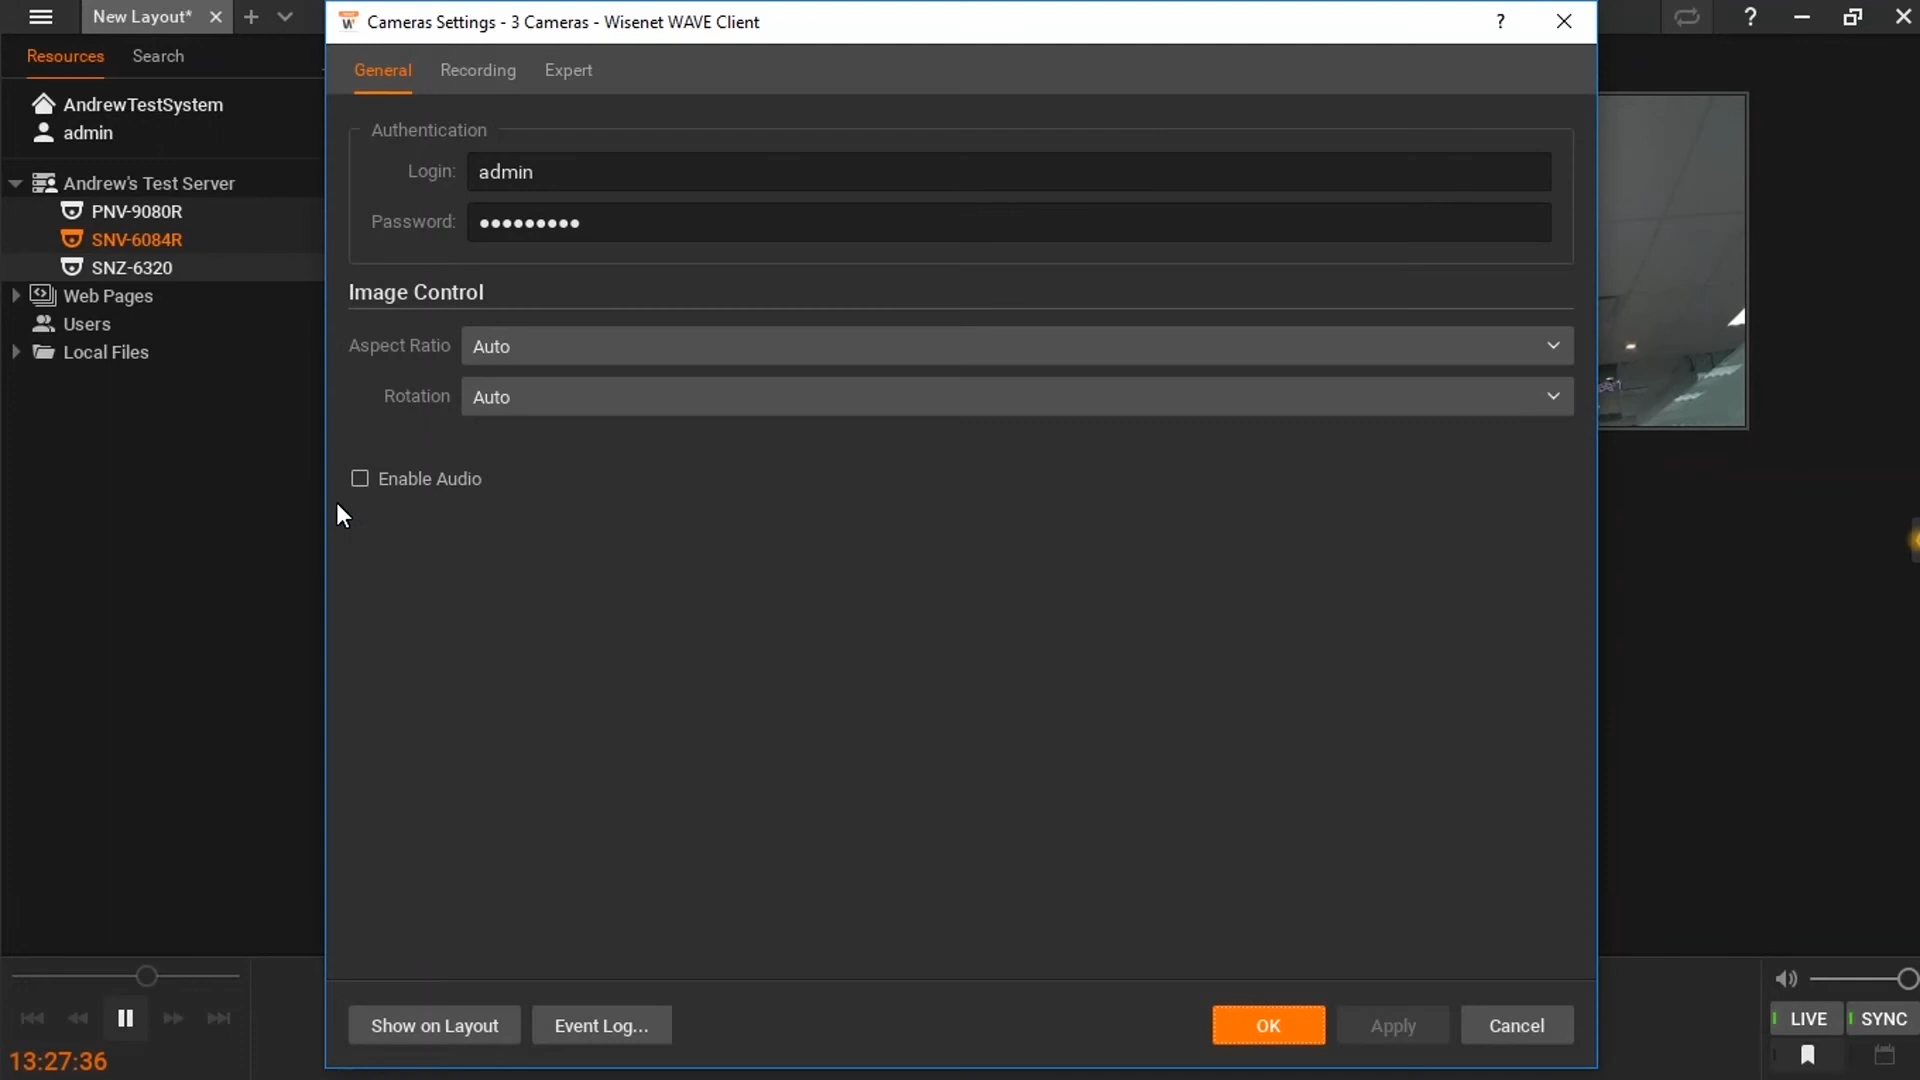 New Layout*
Cameras Settings - 3 Cameras - Wisenet WAVE Client
Resources Search
AndrewTestSystem
admin
Andrew's Test Server
PNV-9080R
SNV-6084R
SNZ-6320
Web Pages
Users
Local Files
General Recording Expert
Authentication
Login: admin
Password: ●●●●●●●●●
Image Control
Aspect Ratio Auto
Rotation Auto
Enable Audio
Show on Layout Event Log... OK Apply Cancel
13:27:36
LIVE SYNC